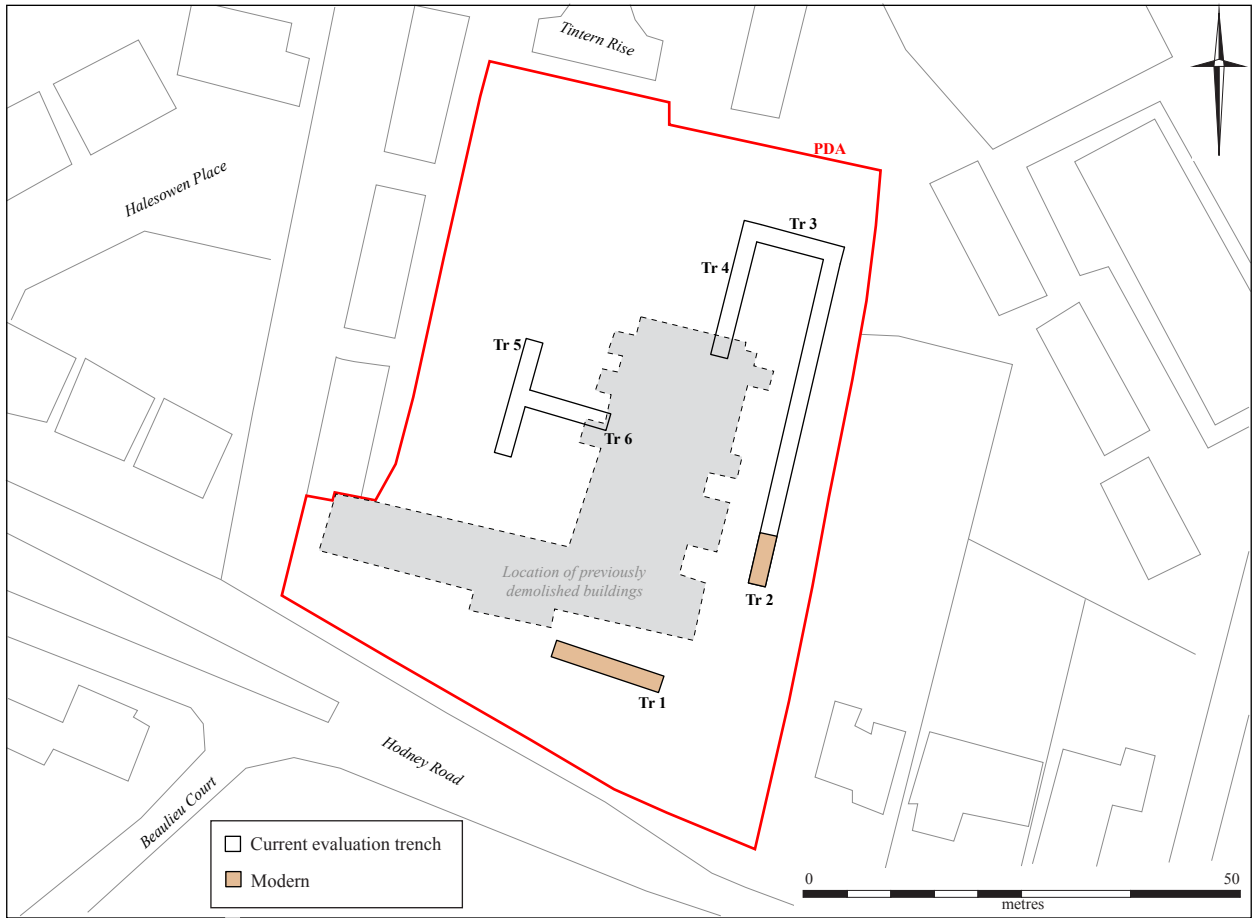 Tintern Rise
PDA
Halesowen Place
Tr 3
Tr 4
Tr 5
Tr 6
Location of previously
demolished buildings
Tr 2
Tr 1
Hodney Road
Beaulieu Court
Current evaluation trench
Modern
0
50
metres